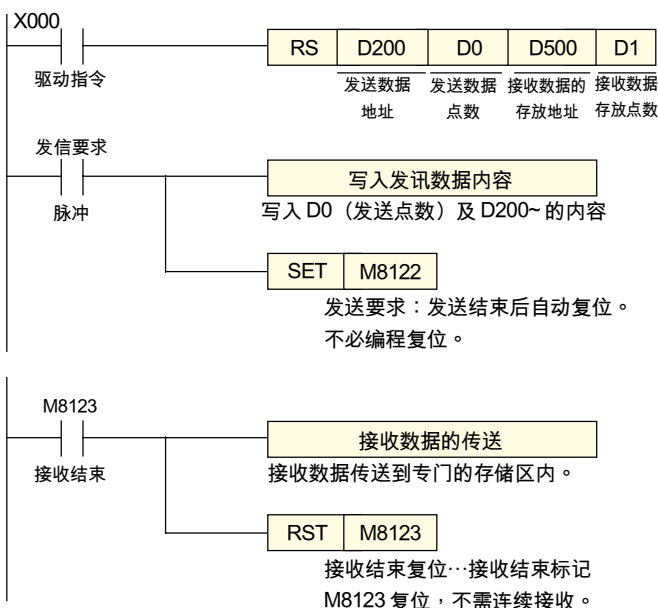 X000
RS D200 D0 D500 D1
驱动指令
发送数据 发送数据 接收数据的 接收数据
地址 点数 存放地址 存放点数
发信要求
写入发讯数据内容
脉冲
写入 D0（发送点数）及 D200~ 的内容
SET M8122
发送要求：发送结束后自动复位。
不必编程复位。
M8123
接收数据的传送
接收结束
接收数据传送到专门的存储区内。
RST M8123
接收结束复位…接收结束标记
M8123 复位，不需连续接收。